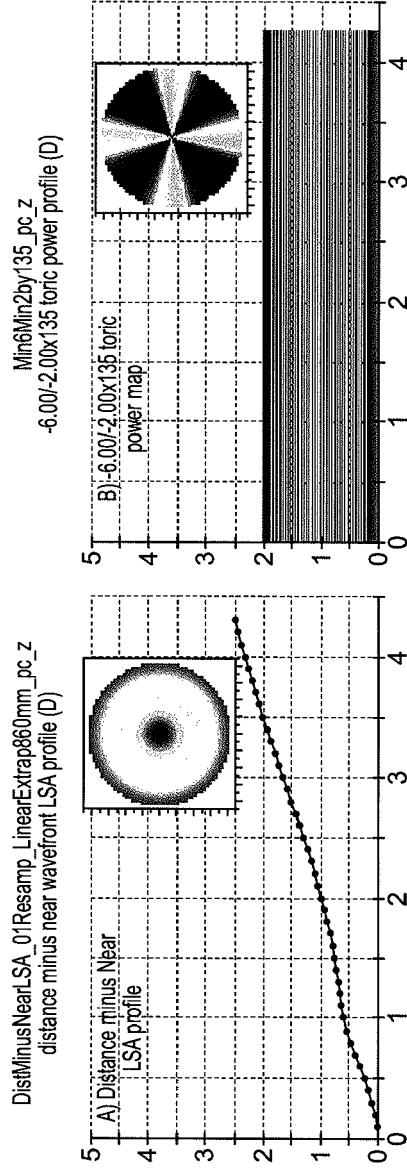 DistMinusNearLSA_01Resamp_LinearExtrap860mm_pc_z
distance minus near wavefront LSA profile (D)
A) Distance minus Near
LSA profile
5
4
3
2
1
0
0
1
2
3
4
Min6Min2by135_pc_z
-6.00/-2.00x135 toric power profile (D)
B) -6.00/-2.00x135 toric
power map
5
4
3
2
1
0
0
1
2
3
4